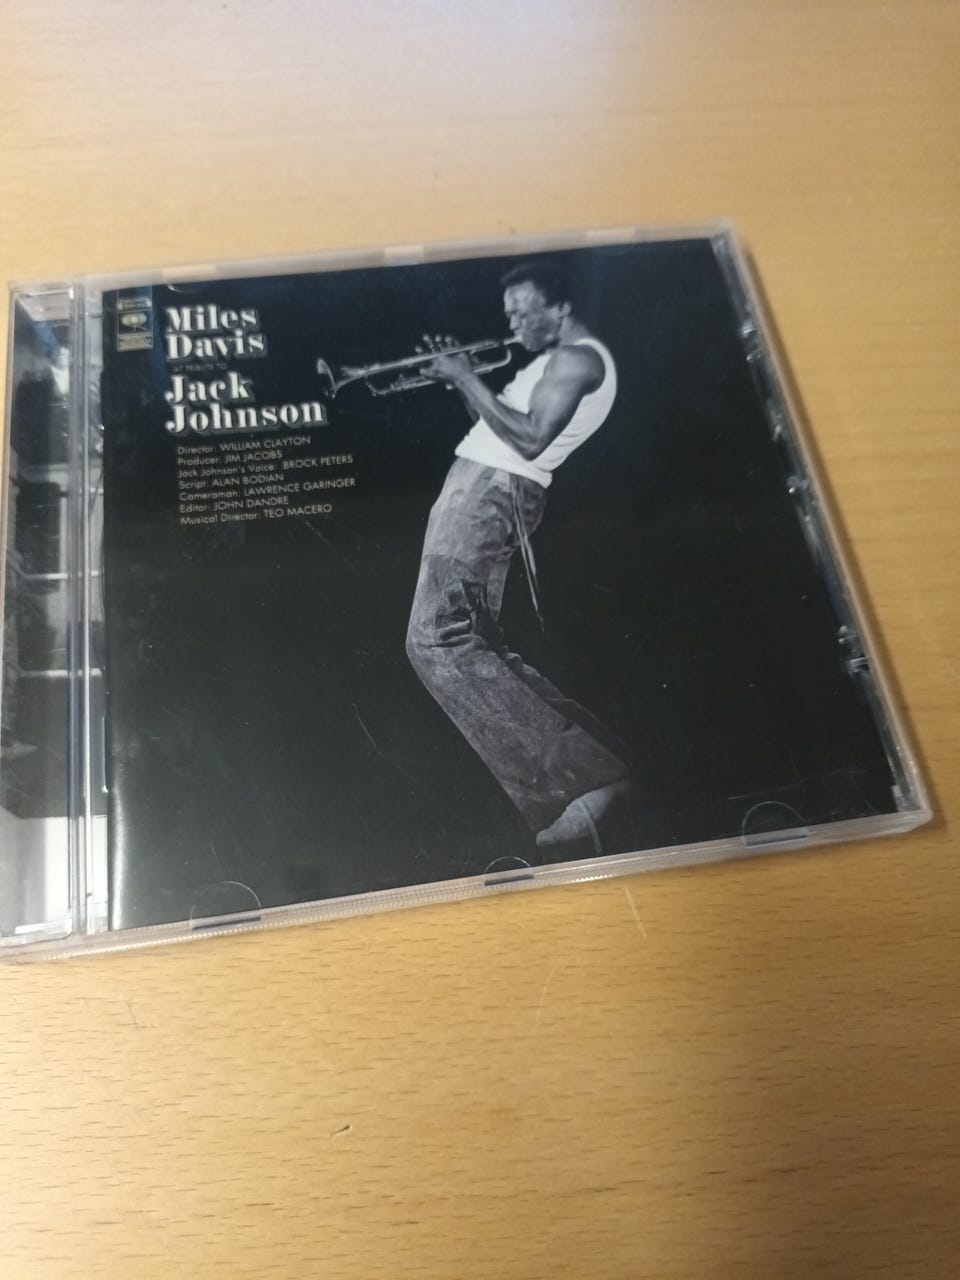 Miles
Davis
A TRIBUTE TO
Jack
Johnson
Director: WILLIAM CLAYTON
Producer: JIM JACOBS
Jack Johnson's Voice: BROCK PETERS
Script: ALAN BODIAN
Cameraman: LAWRENCE GARINGER
Editor: JOHN DANDRE
Musical Director: TEO MACERO